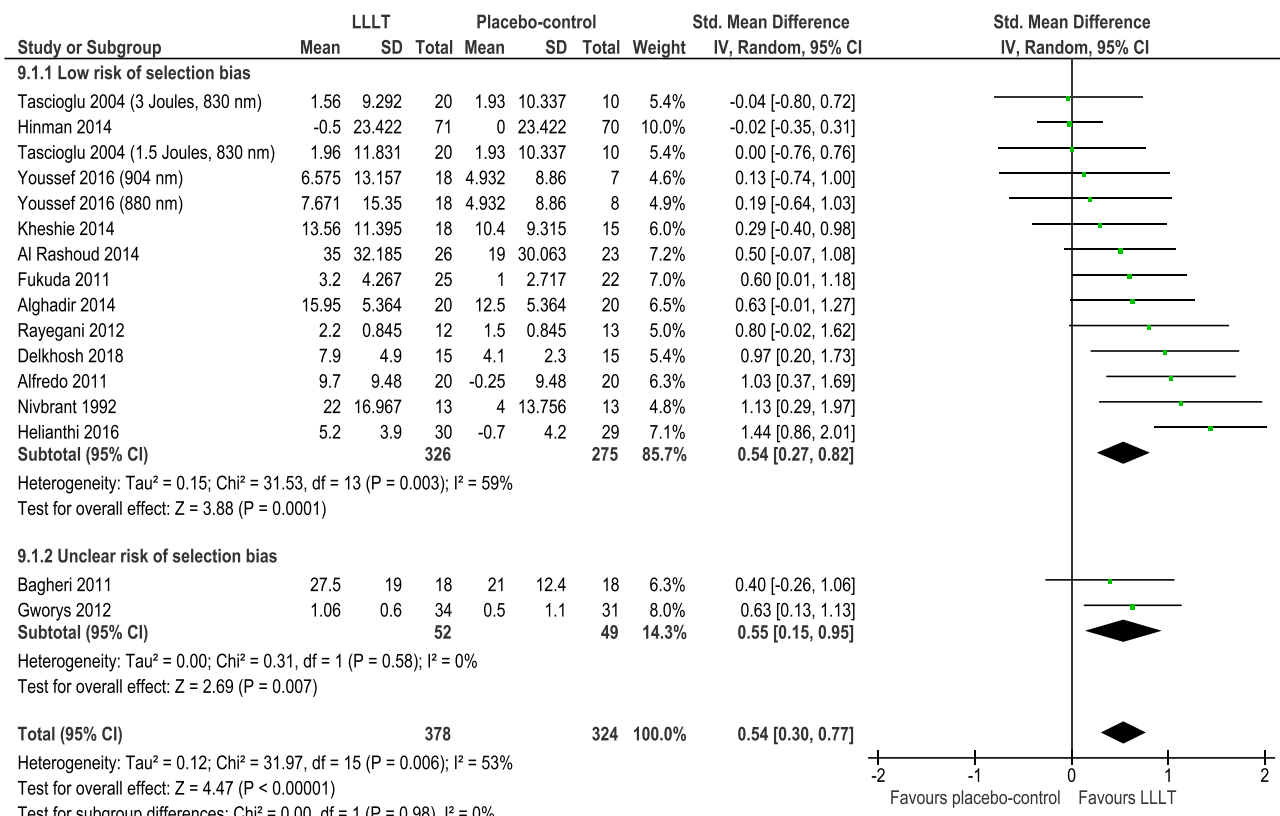 LLLT Placebo-control Std. Mean Difference Std. Mean Difference
Study or Subgroup Mean SD Total Mean SD Total Weight IV, Random, 95% CI IV, Random, 95% CI
9.1.1 Low risk of selection bias
Tascioglu 2004 (3 Joules, 830 nm) 1.56 9.292 20 1.93 10.337 10 5.4% -0.04 [-0.80, 0.72]
Hinman 2014 -0.5 23.422 71 0 23.422 70 10.0% -0.02 [-0.35, 0.31]
Tascioglu 2004 (1.5 Joules, 830 nm) 1.96 11.831 20 1.93 10.337 10 5.4% 0.00 [-0.76, 0.76]
Youssef 2016 (904 nm) 6.575 13.157 18 4.932 8.86 7 4.6% 0.13 [-0.74, 1.00]
Youssef 2016 (880 nm) 7.671 15.35 18 4.932 8.86 8 4.9% 0.19 [-0.64, 1.03]
Kheshie 2014 13.56 11.395 18 10.4 9.315 15 6.0% 0.29 [-0.40, 0.98]
Al Rashoud 2014 35 32.185 26 19 30.063 23 7.2% 0.50 [-0.07, 1.08]
Fukuda 2011 3.2 4.267 25 1 2.717 22 7.0% 0.60 [0.01, 1.18]
Alghadir 2014 15.95 5.364 20 12.5 5.364 20 6.5% 0.63 [-0.01, 1.27]
Rayegani 2012 2.2 0.845 12 1.5 0.845 13 5.0% 0.80 [-0.02, 1.62]
Delkhosh 2018 7.9 4.9 15 4.1 2.3 15 5.4% 0.97 [0.20, 1.73]
Alfredo 2011 9.7 9.48 20 -0.25 9.48 20 6.3% 1.03 [0.37, 1.69]
Nivbrant 1992 22 16.967 13 4 13.756 13 4.8% 1.13 [0.29, 1.97]
Helianthi 2016 5.2 3.9 30 -0.7 4.2 29 7.1% 1.44 [0.86, 2.01]
Subtotal (95% CI) 326 275 85.7% 0.54 [0.27, 0.82]
Heterogeneity: Tau² = 0.15; Chi² = 31.53, df = 13 (P = 0.003); I² = 59%
Test for overall effect: Z = 3.88 (P = 0.0001)
9.1.2 Unclear risk of selection bias
Bagheri 2011 27.5 19 18 21 12.4 18 6.3% 0.40 [-0.26, 1.06]
Gworys 2012 1.06 0.6 34 0.5 1.1 31 8.0% 0.63 [0.13, 1.13]
Subtotal (95% CI) 52 49 14.3% 0.55 [0.15, 0.95]
Heterogeneity: Tau² = 0.00; Chi² = 0.31, df = 1 (P = 0.58); I² = 0%
Test for overall effect: Z = 2.69 (P = 0.007)
Total (95% CI) 378 324 100.0% 0.54 [0.30, 0.77]
Heterogeneity: Tau² = 0.12; Chi² = 31.97, df = 15 (P = 0.006); I² = 53%
-2 -1 0 1 2
Test for overall effect: Z = 4.47 (P < 0.00001)
Favours placebo-control Favours LLLT
Test for subgroup differences: Chi² = 0.00, df = 1 (P = 0.98), I² = 0%